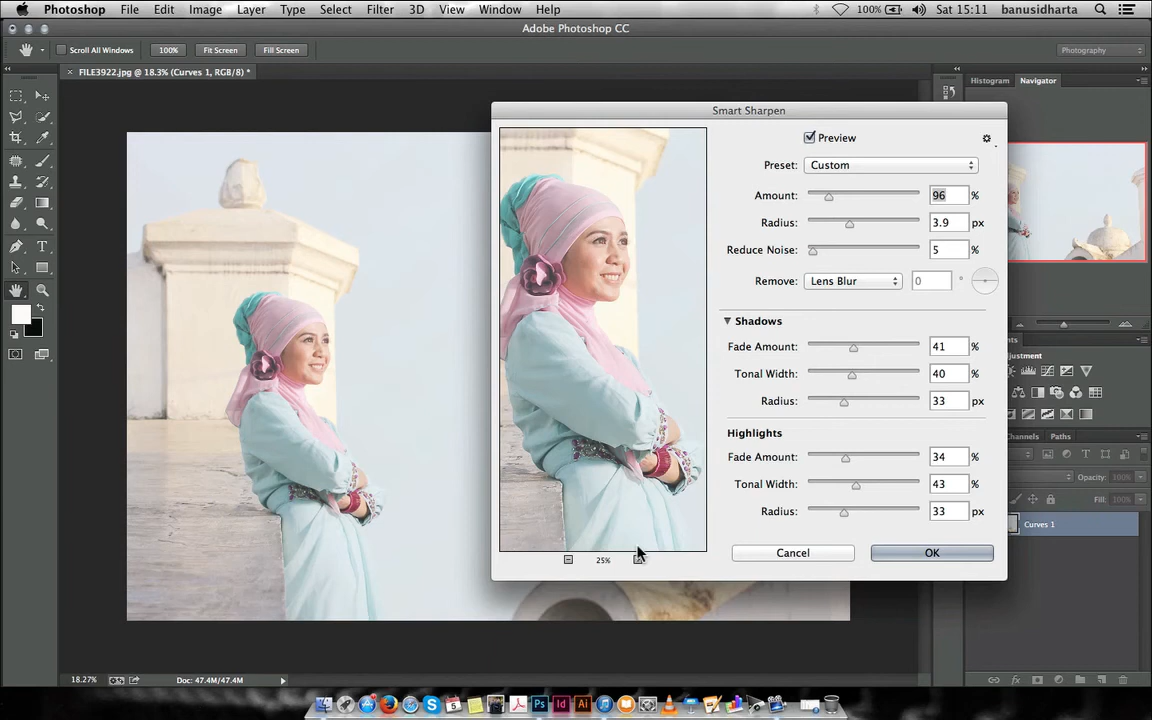 Photoshop File Edit Image Layer Type Select Filter 3D View Window Help 100% Sat 15:11 banusidharta
Adobe Photoshop CC
Scroll All Windows 100% Fit Screen Fill Screen Photography
× FILE3922.jpg @ 18.3% (Curves 1, RGB/8) * Histogram Navigator
Smart Sharpen
Preview
Preset: Custom
Amount: 96 %
Radius: 3.9 px
Reduce Noise: 5 %
Remove: Lens Blur 0 °
Shadows
Fade Amount: 41 %
Tonal Width: 40 %
Radius: 33 px
Highlights
Fade Amount: 34 %
Tonal Width: 43 %
Radius: 33 px
Cancel OK
25%
djustment
hannels Paths
Opacity: 100%
Fill: 100%
Curves 1
18.27% Doc: 47.4M/47.4M